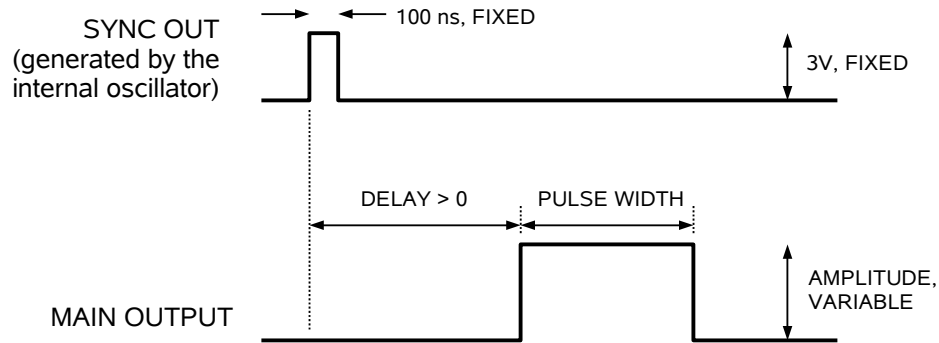 100 ns, FIXED
SYNC OUT
(generated by the
internal oscillator)
3V, FIXED
DELAY > 0
PULSE WIDTH
AMPLITUDE,
VARIABLE
MAIN OUTPUT